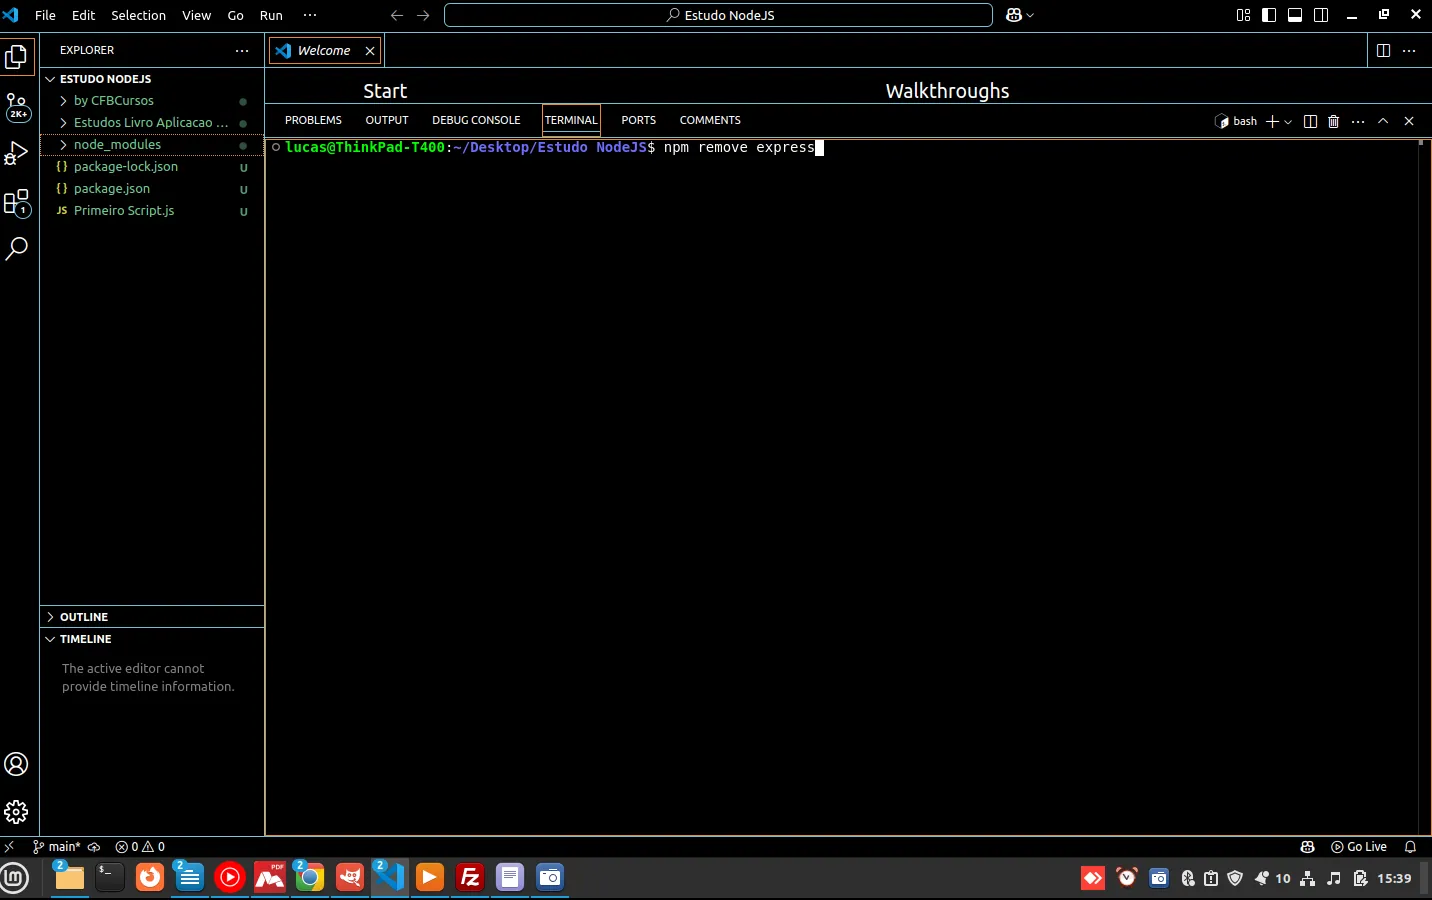 File Edit Selection View Go Run ···
Estudo NodeJS
EXPLORER ···
Welcome
ESTUDO NODEJS
by CFBCursos
Estudos Livro Aplicacao ...
node_modules
package-lock.json U
package.json U
JS Primeiro Script.js U
2K+
1
Start Walkthroughs
PROBLEMS OUTPUT DEBUG CONSOLE TERMINAL PORTS COMMENTS
bash
lucas@ThinkPad-T400:~/Desktop/Estudo NodeJS$ npm remove express
OUTLINE
TIMELINE
The active editor cannot
provide timeline information.
main* 0 0
Go Live
2 $_ 2 PDF 2 2 Fz
10 15:39